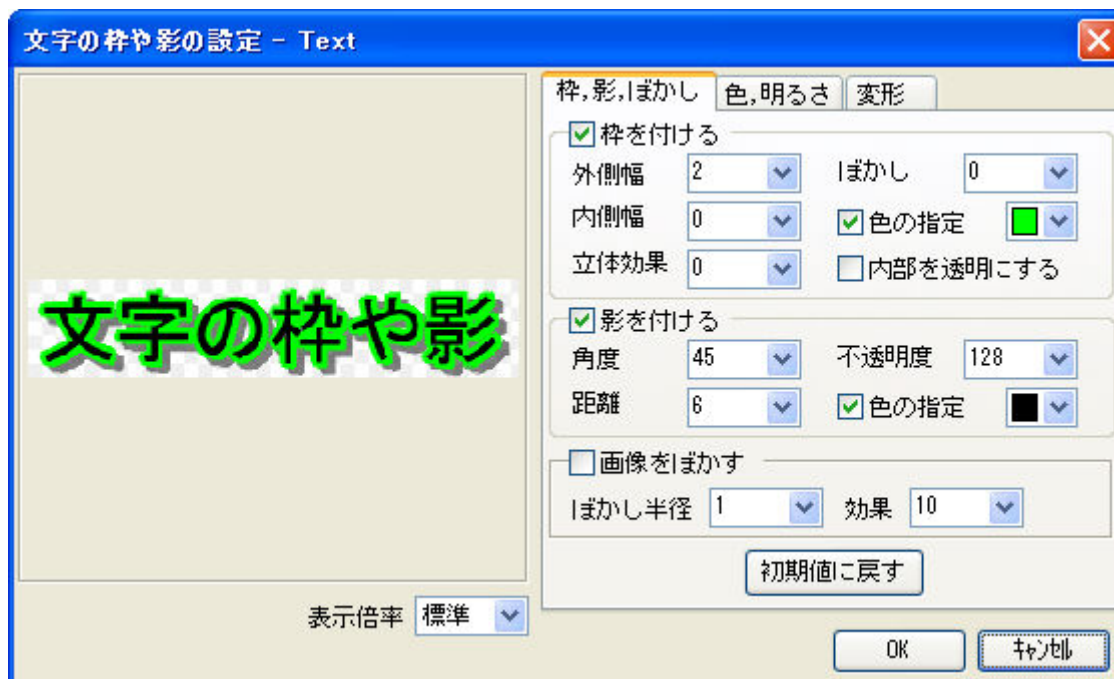 文字の枠や影の設定 - Text
枠,影,ぼかし 色,明るさ 変形
枠を付ける
外側幅 2 ぼかし 0
内側幅 0 色の指定
立体効果 0 内部を透明にする
文字の枠や影
影を付ける
角度 45 不透明度 128
距離 6 色の指定
画像をぼかす
ぼかし半径 1 効果 10
初期値に戻す
表示倍率 標準
OK キャンセル